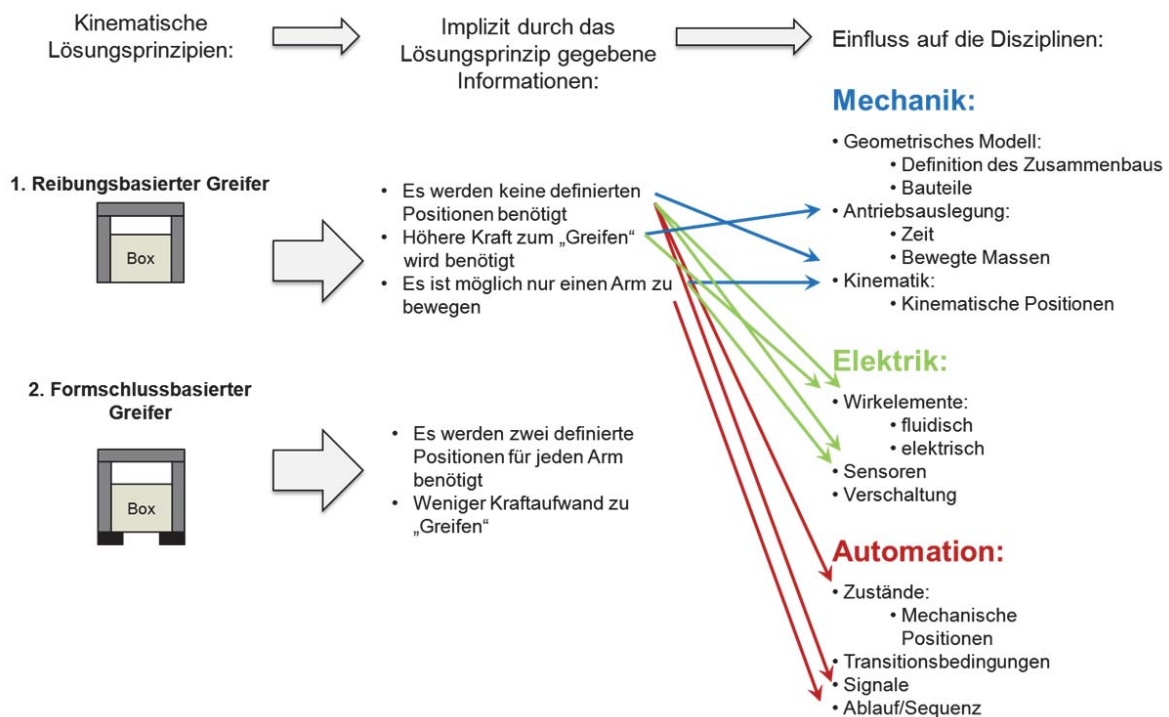 Kinematische
Lösungsprinzipien:
Implizit durch das
Lösungsprinzip gegebene
Informationen:
Einfluss auf die Disziplinen:
1. Reibungsbasierter Greifer
Box
• Es werden keine definierten
Positionen benötigt
• Höhere Kraft zum „Greifen“
wird benötigt
• Es ist möglich nur einen Arm zu
bewegen
2. Formschlussbasierter
Greifer
Box
• Es werden zwei definierte
Positionen für jeden Arm
benötigt
• Weniger Kraftaufwand zu
„Greifen“
Mechanik:
• Geometrisches Modell:
• Definition des Zusammenbaus
• Bauteile
• Antriebsauslegung:
• Zeit
• Bewegte Massen
• Kinematik:
• Kinematische Positionen
Elektrik:
• Wirkelemente:
• fluidisch
• elektrisch
• Sensoren
• Verschaltung
Automation:
• Zustände:
• Mechanische
Positionen
• Transitionsbedingungen
• Signale
• Ablauf/Sequenz